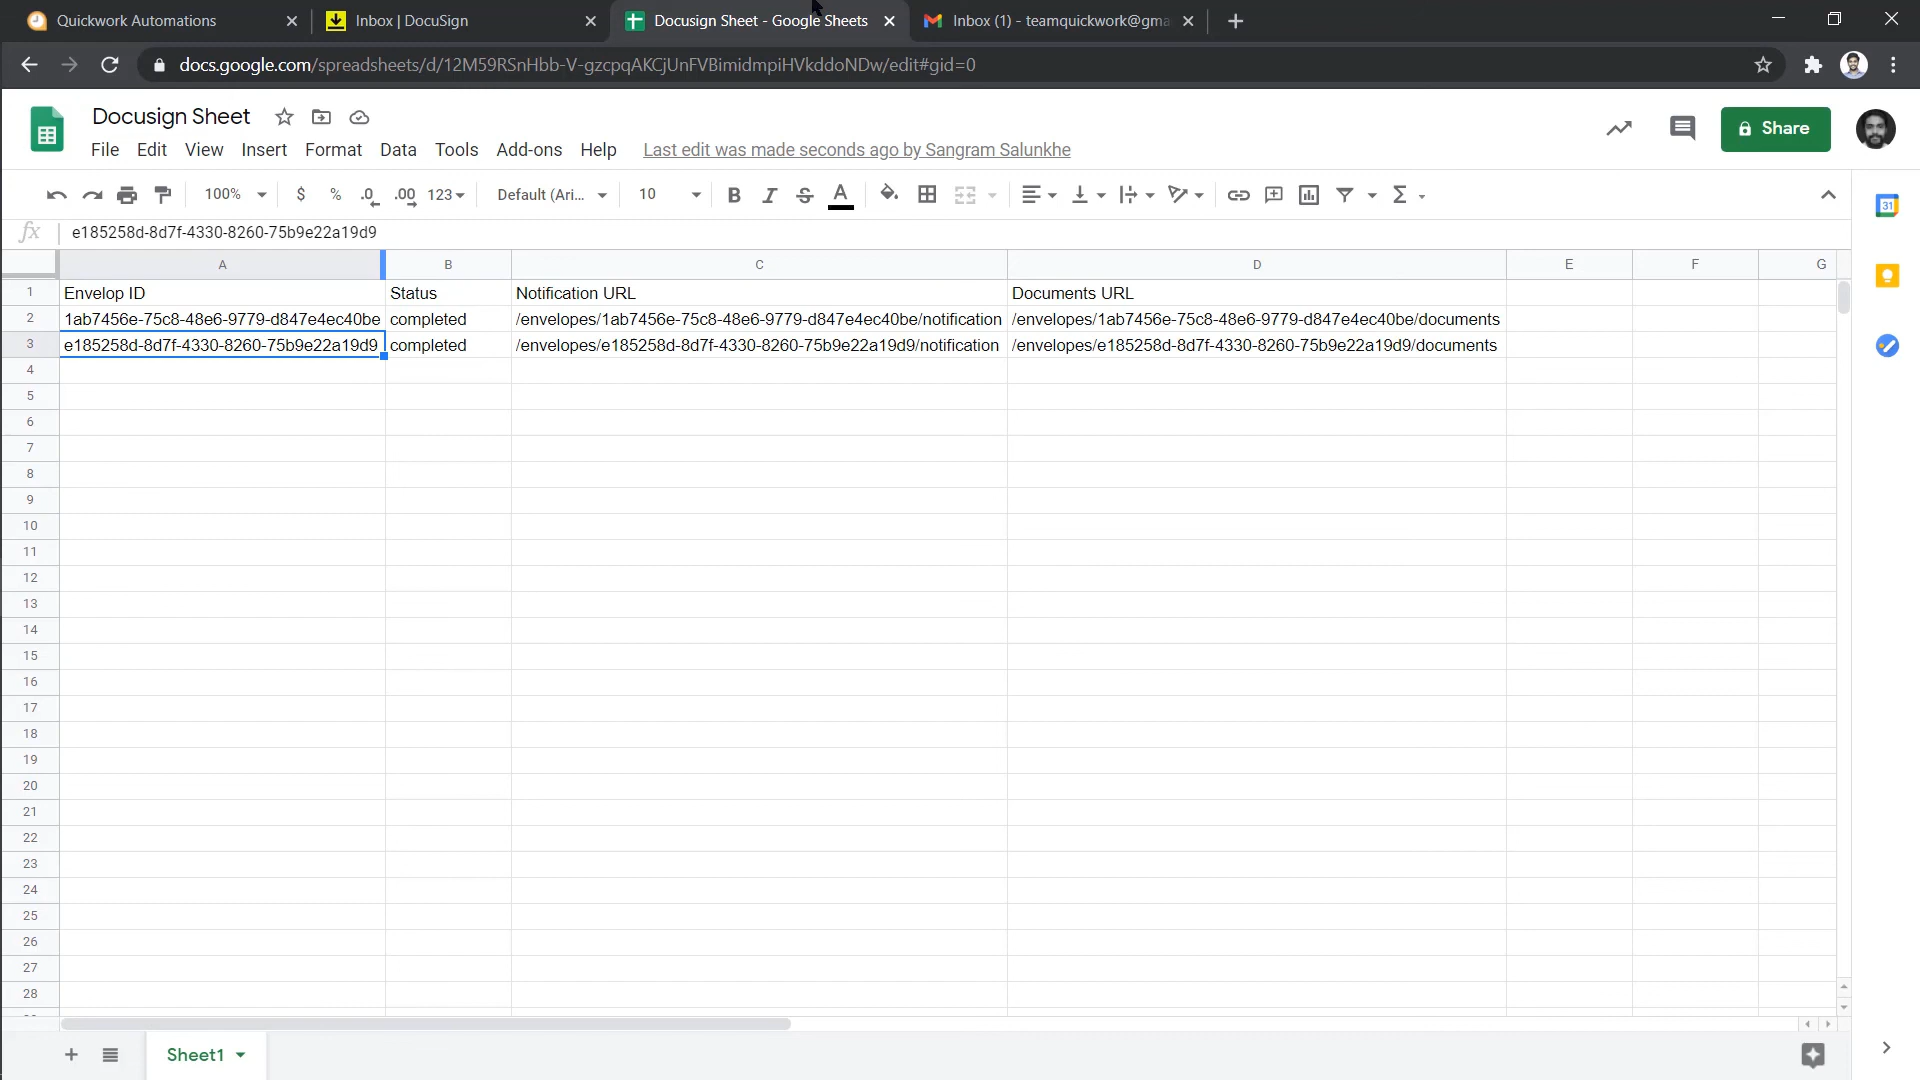 Quickwork Automations
Inbox | DocuSign
Docusign Sheet - Google Sheets
Inbox (1) - teamquickwork@gma
docs.google.com/spreadsheets/d/12M59RSnHbb-V-gzcpqAKCjUnFVBimidmpiHVkddoNDw/edit#gid=0
Docusign Sheet
Share
File Edit View Insert Format Data Tools Add-ons Help Last edit was made seconds ago by Sangram Salunkhe
100% $ % .0 .00 123 Default (Ari... 10 B I S A Σ
31
fx e185258d-8d7f-4330-8260-75b9e22a19d9
A B C D E F G
1 Envelop ID Status Notification URL Documents URL
2 1ab7456e-75c8-48e6-9779-d847e4ec40be completed /envelopes/1ab7456e-75c8-48e6-9779-d847e4ec40be/notification /envelopes/1ab7456e-75c8-48e6-9779-d847e4ec40be/documents
3 e185258d-8d7f-4330-8260-75b9e22a19d9 completed /envelopes/e185258d-8d7f-4330-8260-75b9e22a19d9/notification /envelopes/e185258d-8d7f-4330-8260-75b9e22a19d9/documents
4
5
6
7
8
9
10
11
12
13
14
15
16
17
18
19
20
21
22
23
24
25
26
27
28
Sheet1